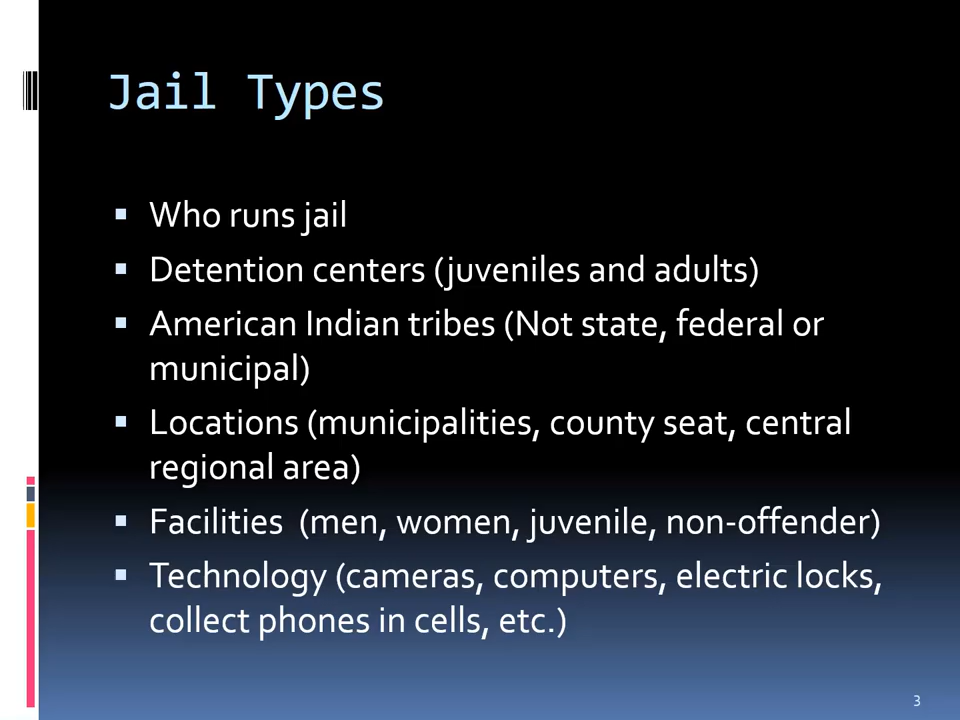 Jail Types
▪ Who runs jail
▪ Detention centers (juveniles and adults)
▪ American Indian tribes (Not state, federal or
municipal)
▪ Locations (municipalities, county seat, central
regional area)
▪ Facilities  (men, women, juvenile, non-offender)
▪ Technology (cameras, computers, electric locks,
collect phones in cells, etc.)
3